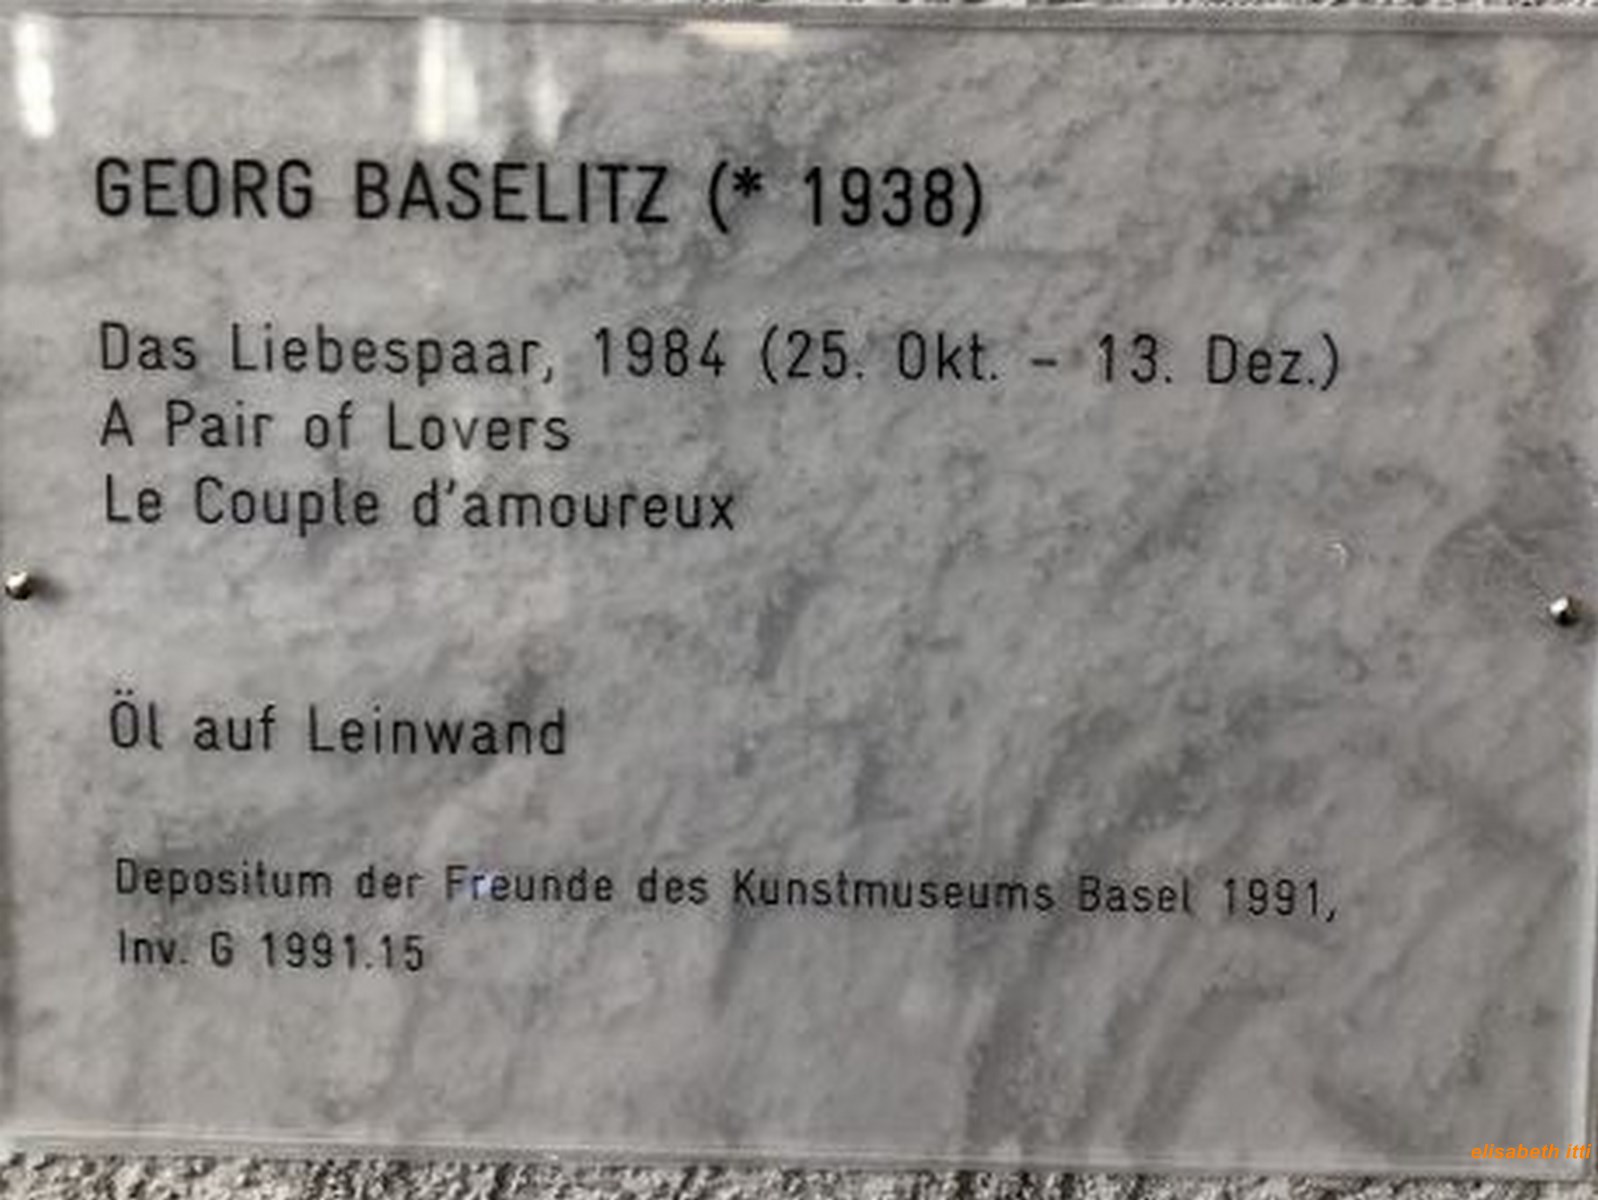 GEORG BASELITZ (* 1938)
Das Liebespaar, 1984 (25. Okt. – 13. Dez.)
A Pair of Lovers
Le Couple d'amoureux
Öl auf Leinwand
Depositum der Freunde des Kunstmuseums Basel 1991,
Inv. G 1991.15
elisabeth itti